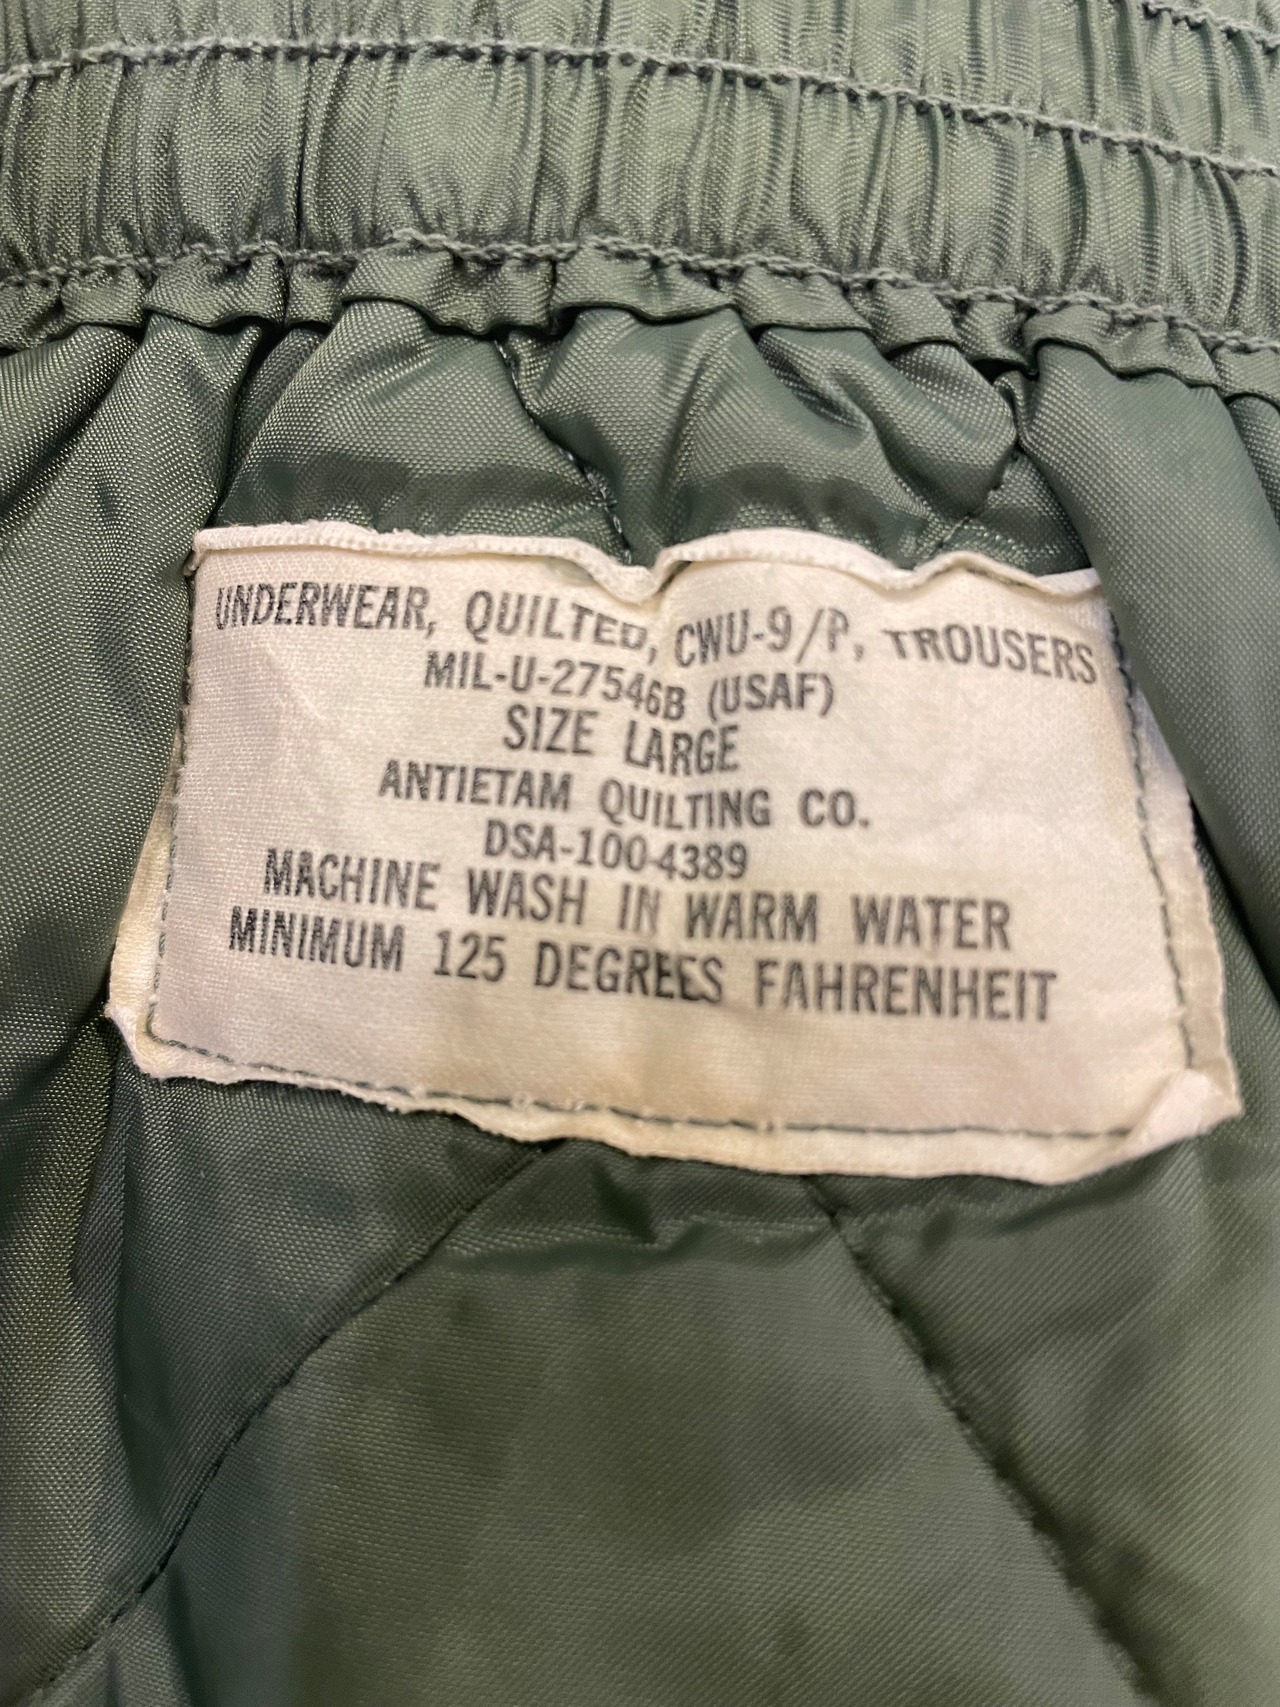 UNDERWEAR, QUILTED, CWU-9/P, TROUSERS
MIL-U-27546B (USAF)
SIZE LARGE
ANTIETAM QUILTING CO.
DSA-100-4389
MACHINE WASH IN WARM WATER
MINIMUM 125 DEGREES FAHRENHEIT